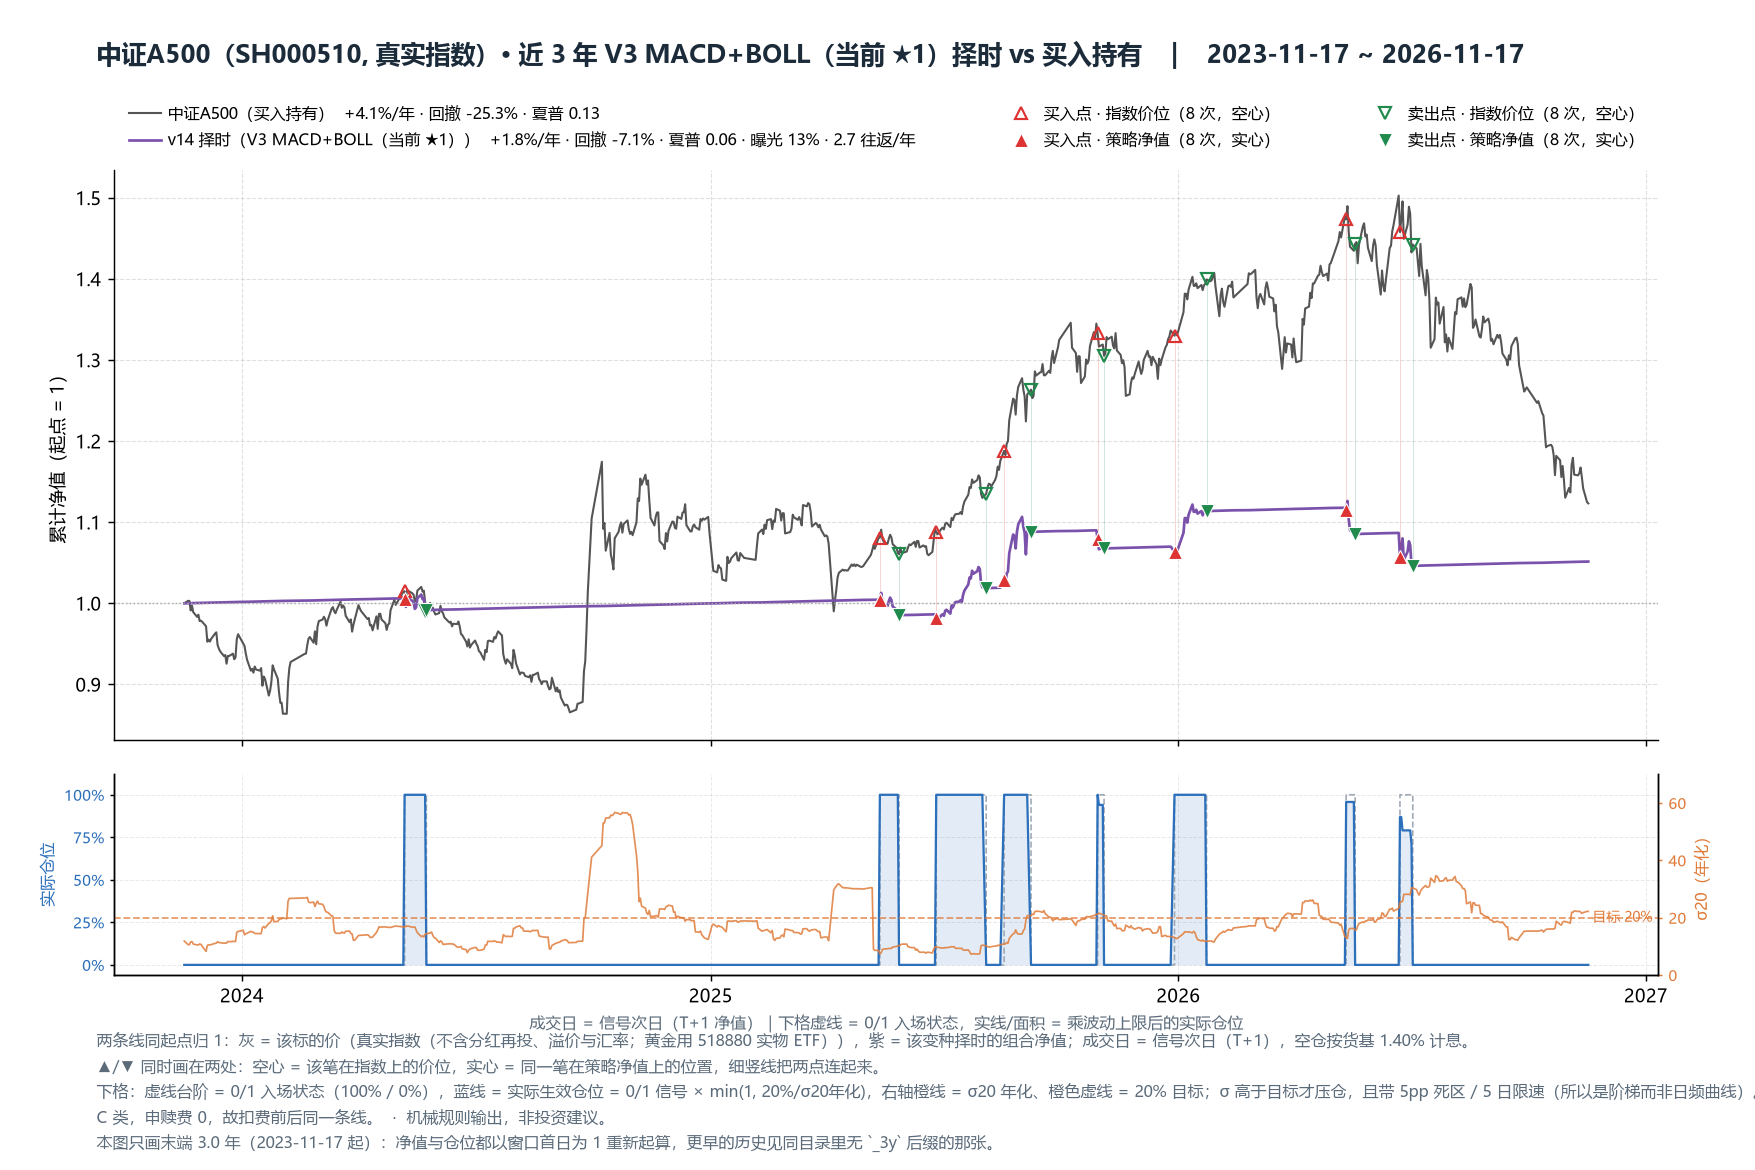 中证A500（SH000510, 真实指数）• 近 3 年 V3 MACD+BOLL（当前 ★1）择时 vs 买入持有 | 2023-11-17 ~ 2026-11-17
中证A500（买入持有） +4.1%/年 · 回撤 -25.3% · 夏普 0.13
v14 择时（V3 MACD+BOLL（当前 ★1）） +1.8%/年 · 回撤 -7.1% · 夏普 0.06 · 曝光 13% · 2.7 往返/年
买入点 · 指数价位（8 次，空心）
买入点 · 策略净值（8 次，实心）
卖出点 · 指数价位（8 次，空心）
卖出点 · 策略净值（8 次，实心）
累计净值（起点 = 1）
1.5
1.4
1.3
1.2
1.1
1.0
0.9
实际仓位
100%
75%
50%
25%
0%
60
40
20
0
σ20（年化）
目标 20%
2024
2025
2026
2027
成交日 = 信号次日（T+1 净值）｜下格虚线 = 0/1 入场状态，实线/面积 = 乘波动上限后的实际仓位
两条线同起点归 1：灰 = 该标的价（真实指数（不含分红再投、溢价与汇率；黄金用 518880 实物 ETF）），紫 = 该变种择时的组合净值；成交日 = 信号次日（T+1），空仓按货基 1.40% 计息。
▲/▼ 同时画在两处：空心 = 该笔在指数上的价位，实心 = 同一笔在策略净值上的位置，细竖线把两点连起来。
下格：虚线台阶 = 0/1 入场状态（100% / 0%），蓝线 = 实际生效仓位 = 0/1 信号 × min(1, 20%/σ20年化)，右轴橙线 = σ20 年化、橙色虚线 = 20% 目标；σ 高于目标才压仓，且带 5pp 死区 / 5 日限速（所以是阶梯而非日频曲线），
C 类，申赎费 0，故扣费前后同一条线。 · 机械规则输出，非投资建议。
本图只画末端 3.0 年（2023-11-17 起）：净值与仓位都以窗口首日为 1 重新起算，更早的历史见同目录里无 `_3y` 后缀的那张。